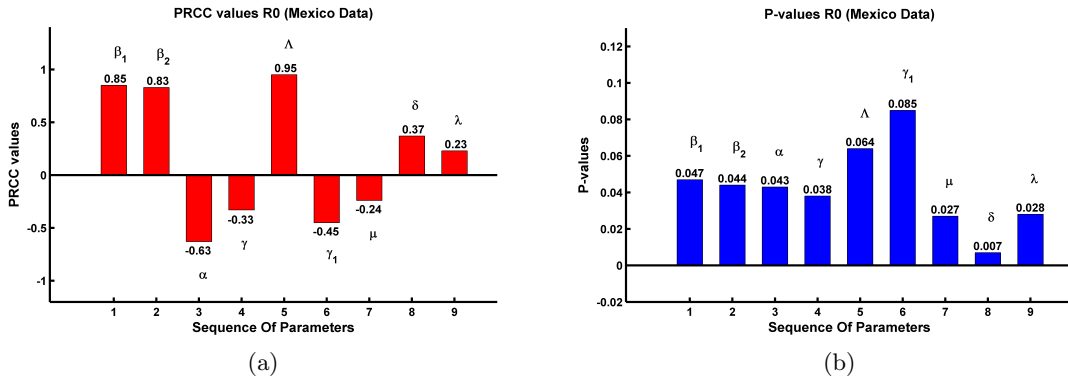 PRCC values R0 (Mexico Data)
PRCC values
1
0.5
0
-0.5
-1
β1
β2
Λ
δ
λ
0.85
0.83
0.95
0.37
0.23
-0.63
-0.33
-0.45
-0.24
α
γ
γ1
μ
1 2 3 4 5 6 7 8 9
Sequence Of Parameters
(a)
P-values R0 (Mexico Data)
P-values
0.12
0.1
0.08
0.06
0.04
0.02
0
-0.02
β1
β2
α
γ
Λ
γ1
μ
δ
λ
0.047
0.044
0.043
0.038
0.064
0.085
0.027
0.007
0.028
1 2 3 4 5 6 7 8 9
Sequence Of Parameters
(b)